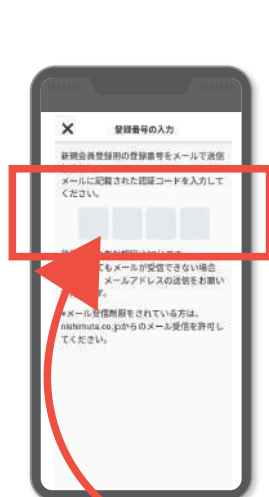 登録番号の入力
新規会員登録用の登録番号をメールで送信
メールに記載された認証コードを入力して
ください。
てもメールが受信できない場合
メールアドレスの送信をお願い
す。
※メール受信制限をされている方は、
nishimuta.co.jpからのメール受信を許可し
てください。